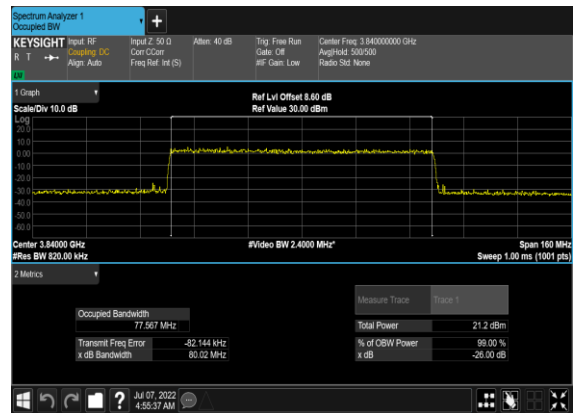 Spectrum Analyzer 1
Occupied BW
+
KEYSIGHT Input: RF Input Z: 50 Ω Atten: 40 dB Trig: Free Run Center Freq: 3.840000000 GHz
R T Coupling: DC Corr CCorr Gate: Off Avg|Hold: 500/500
Align: Auto Freq Ref: Int (S) #IF Gain: Low Radio Std: None
1 Graph Ref Lvl Offset 8.60 dB
Scale/Div 10.0 dB Ref Value 30.00 dBm
Log
20.0
10.0
0.00
-10.0
-20.0
-30.0
-40.0
-50.0
-60.0
Center 3.84000 GHz #Video BW 2.4000 MHz* Span 160 MHz
#Res BW 820.00 kHz Sweep 1.00 ms (1001 pts)
2 Metrics
Measure Trace Trace 1
Occupied Bandwidth
77.567 MHz Total Power 21.2 dBm
Transmit Freq Error -82.144 kHz % of OBW Power 99.00 %
x dB Bandwidth 80.02 MHz x dB -26.00 dB
? Jul 07, 2022
4:55:37 AM